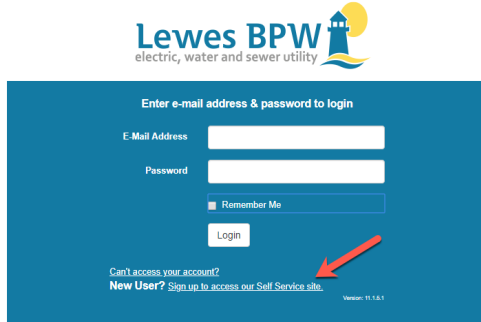 Lewes BPW
electric, water and sewer utility
Enter e-mail address & password to login
E-Mail Address
Password
Remember Me
Login
Can't access your account?
New User? Sign up to access our Self Service site.
Version: 11.1.5.1